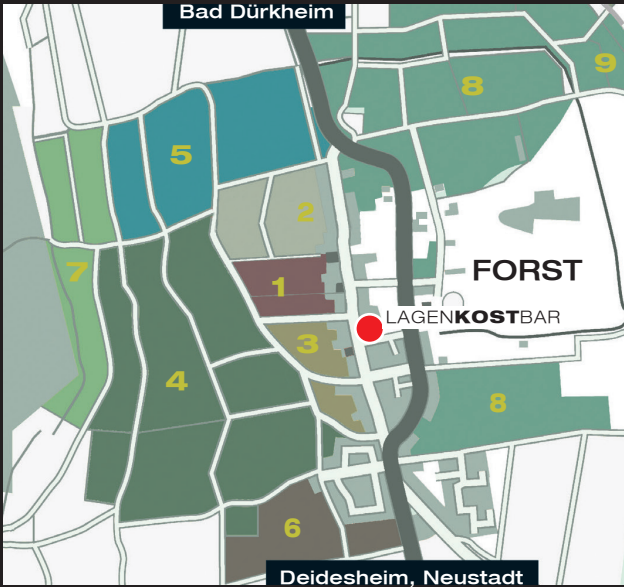 Bad Dürkheim
9
8
5
2
7
FORST
1
LAGENKOSTBAR
3
4
8
6
Deidesheim, Neustadt